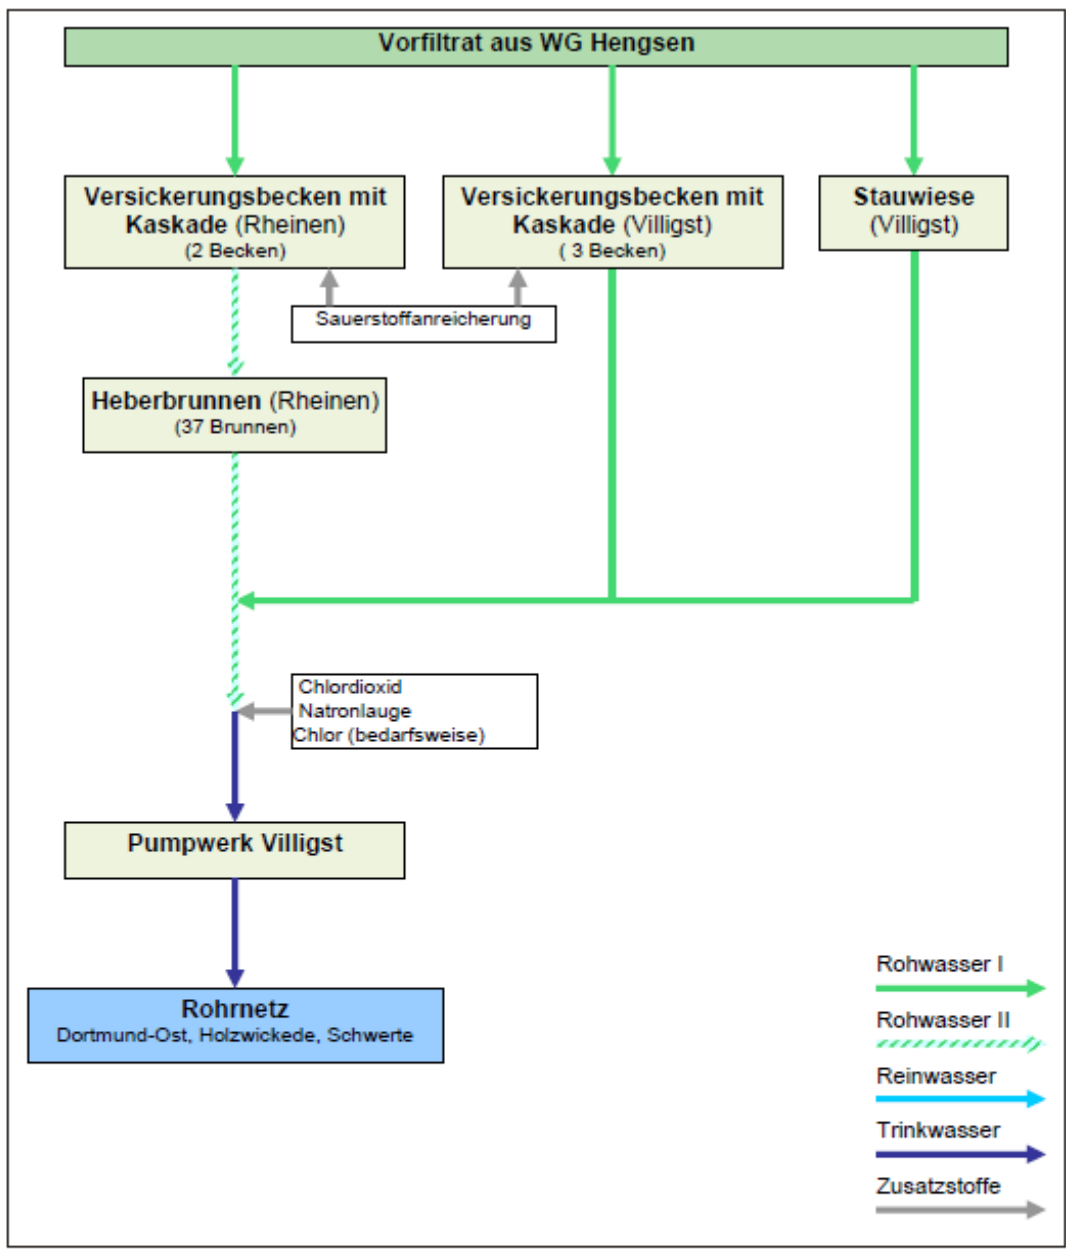 Vorfiltrat aus WG Hengsen
Versickerungsbecken mit
Kaskade (Rheinen)
(2 Becken)
Versickerungsbecken mit
Kaskade (Villigst)
( 3 Becken)
Stauwiese
(Villigst)
Sauerstoffanreicherung
Heberbrunnen (Rheinen)
(37 Brunnen)
Chlordioxid
Natronlauge
Chlor (bedarfsweise)
Pumpwerk Villigst
Rohrnetz
Dortmund-Ost, Holzwickede, Schwerte
Rohwasser I
Rohwasser II
Reinwasser
Trinkwasser
Zusatzstoffe